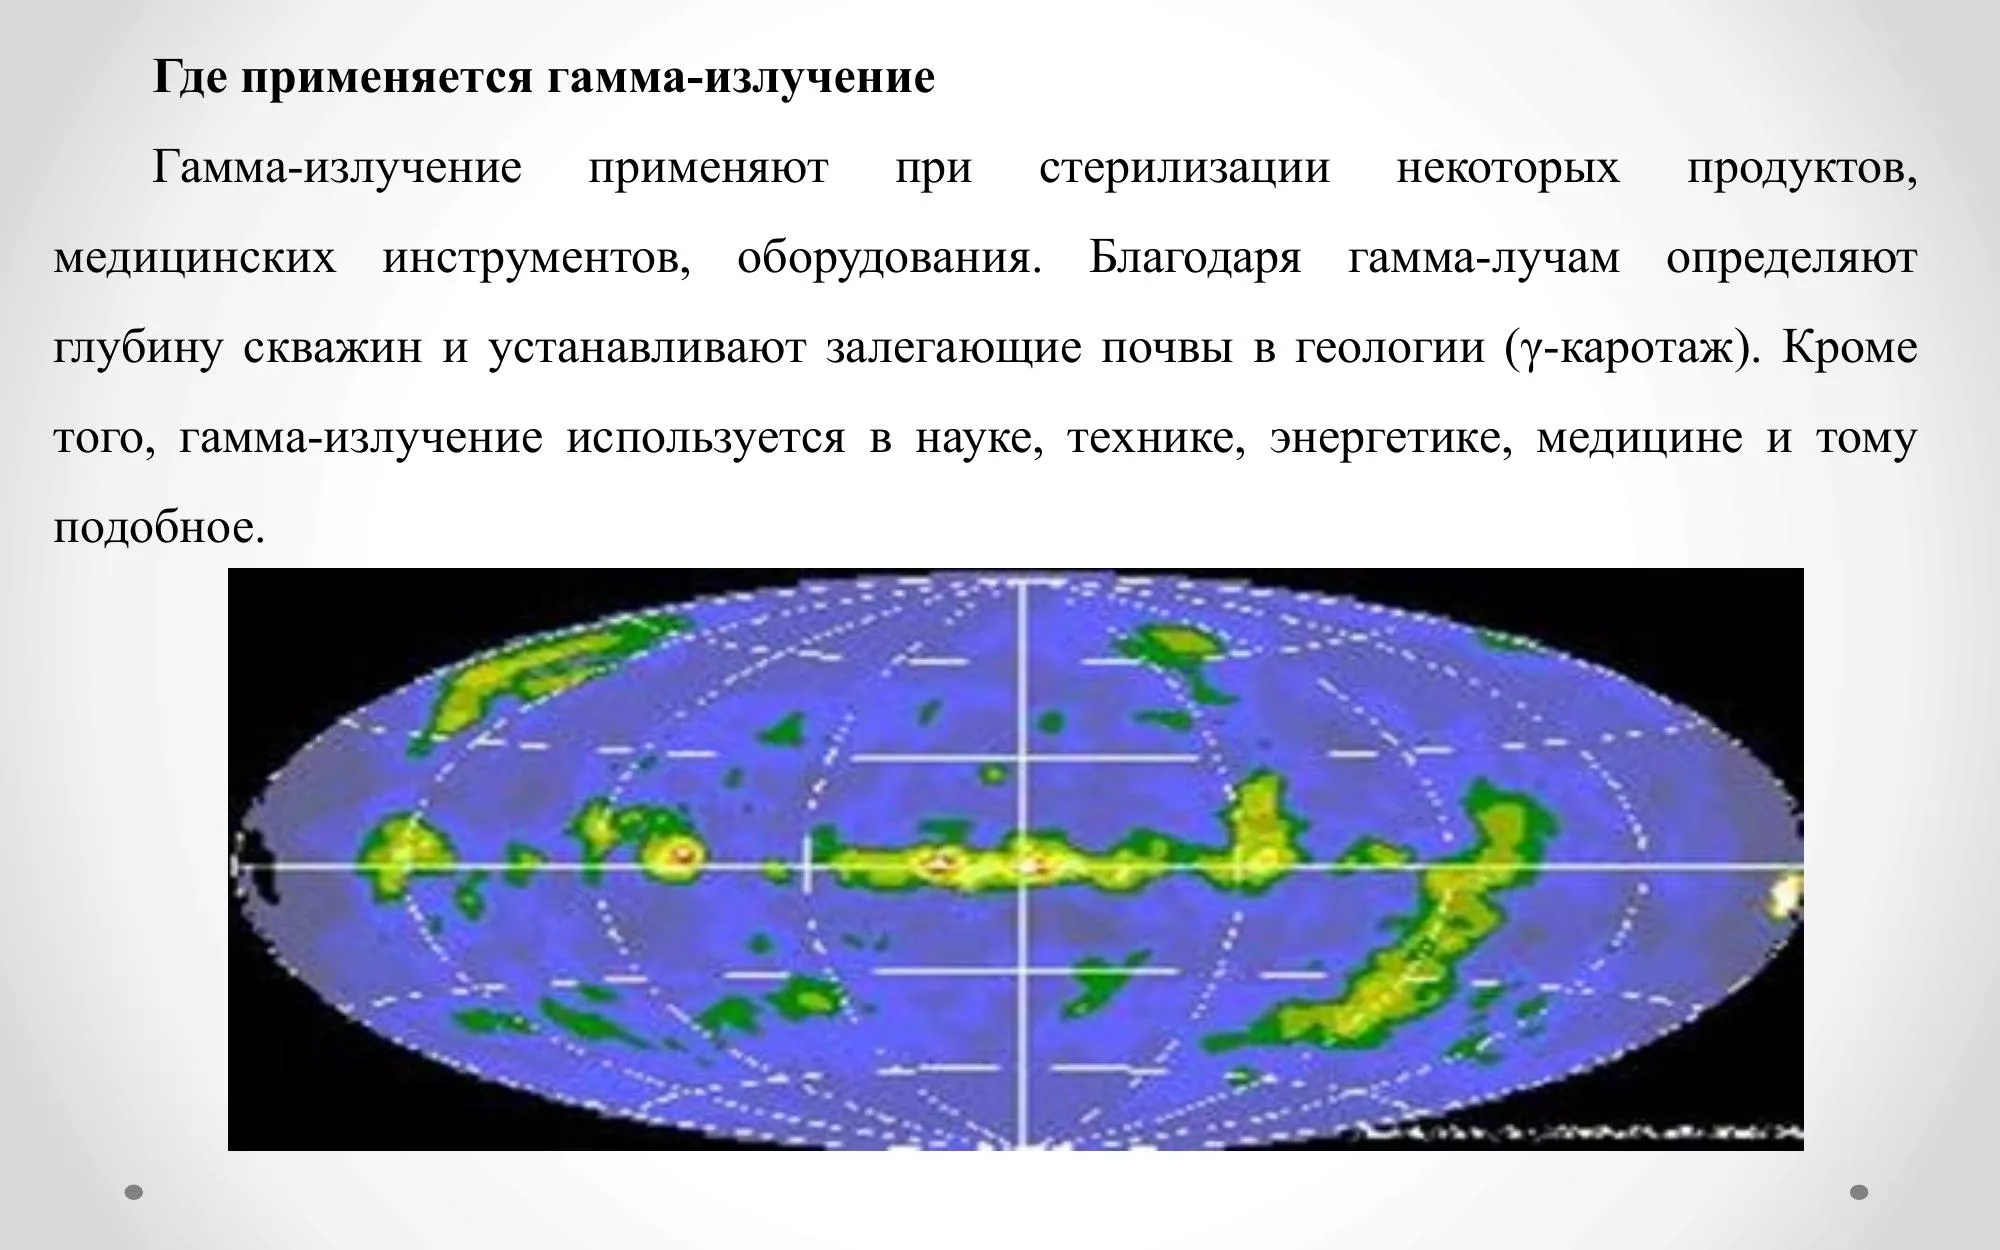 Где применяется гамма-излучение
Гамма-излучение применяют при стерилизации некоторых продуктов,
медицинских инструментов, оборудования. Благодаря гамма-лучам определяют
глубину скважин и устанавливают залегающие почвы в геологии (γ-каротаж). Кроме
того, гамма-излучение используется в науке, технике, энергетике, медицине и тому
подобное.